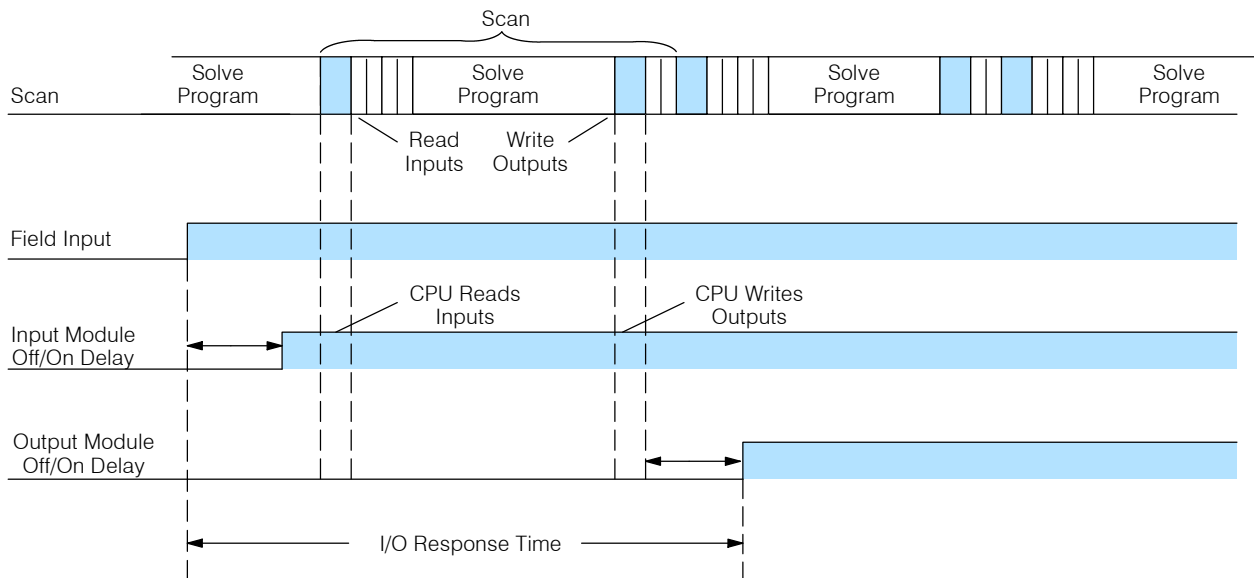 Scan
Solve
Program
Solve
Program
Solve
Program
Solve
Program
Scan
Read
Inputs
Write
Outputs
Field Input
CPU Reads
Inputs
CPU Writes
Outputs
Input Module
Off/On Delay
Output Module
Off/On Delay
I/O Response Time